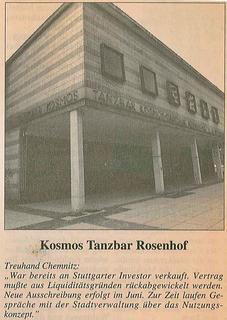 KOSMOS TANZBAR
Kosmos Tanzbar Rosenhof
Treuhand Chemnitz:
„War bereits an Stuttgarter Investor verkauft. Vertrag
mußte aus Liquiditätsgründen rückabgewickelt werden.
Neue Ausschreibung erfolgt im Juni. Zur Zeit laufen Ge-
spräche mit der Stadtverwaltung über das Nutzungs-
konzept."